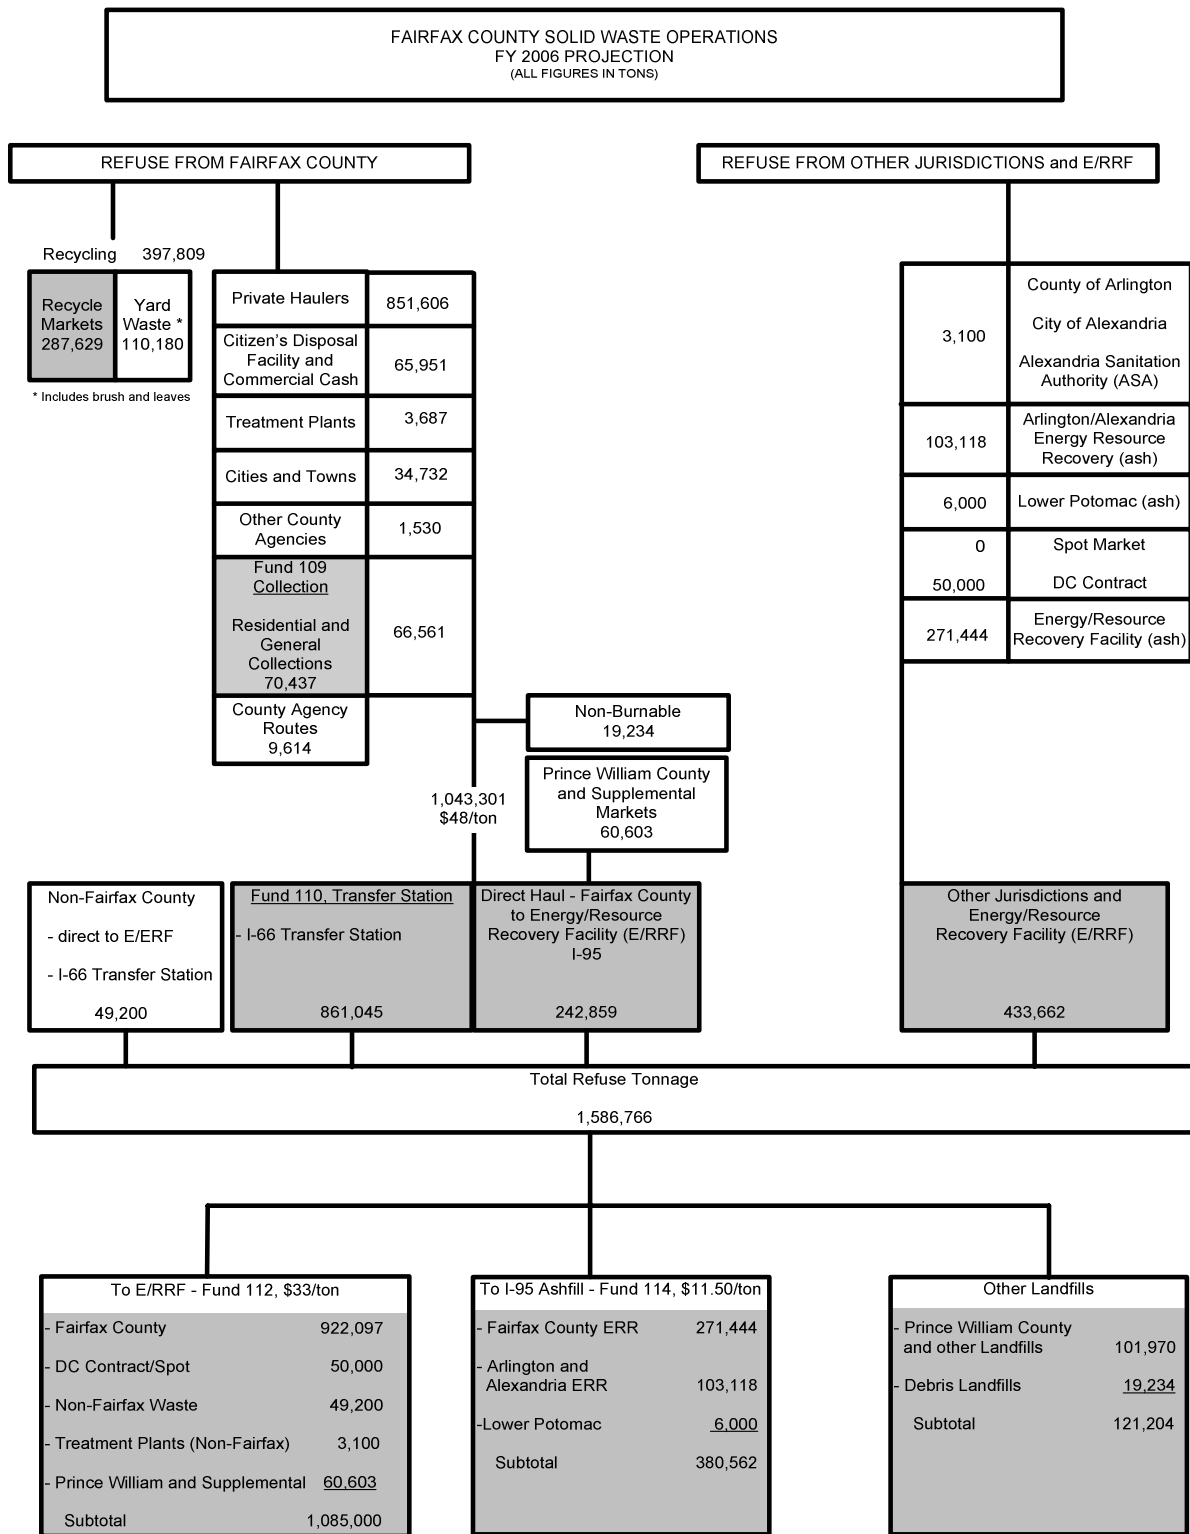 FAIRFAX COUNTY SOLID WASTE OPERATIONS
FY 2006 PROJECTION
(ALL FIGURES IN TONS)
REFUSE FROM FAIRFAX COUNTY
REFUSE FROM OTHER JURISDICTIONS and E/RRF
Recycling 397,809
Recycle
Markets
287,629
Yard
Waste *
110,180
* Includes brush and leaves
Private Haulers
851,606
Citizen's Disposal
Facility and
Commercial Cash
65,951
Treatment Plants
3,687
Cities and Towns
34,732
Other County
Agencies
1,530
Fund 109
Collection
Residential and
General
Collections
70,437
66,561
County Agency
Routes
9,614
3,100
County of Arlington
City of Alexandria
Alexandria Sanitation
Authority (ASA)
103,118
Arlington/Alexandria
Energy Resource
Recovery (ash)
6,000
Lower Potomac (ash)
0
Spot Market
50,000
DC Contract
271,444
Energy/Resource
Recovery Facility (ash)
Non-Burnable
19,234
1,043,301
$48/ton
Prince William County
and Supplemental
Markets
60,603
Non-Fairfax County
- direct to E/ERF
- I-66 Transfer Station
49,200
Fund 110, Transfer Station
- I-66 Transfer Station
861,045
Direct Haul - Fairfax County
to Energy/Resource
Recovery Facility (E/RRF)
I-95
242,859
Other Jurisdictions and
Energy/Resource
Recovery Facility (E/RRF)
433,662
Total Refuse Tonnage
1,586,766
To E/RRF - Fund 112, $33/ton
- Fairfax County 922,097
- DC Contract/Spot 50,000
- Non-Fairfax Waste 49,200
- Treatment Plants (Non-Fairfax) 3,100
- Prince William and Supplemental 60,603
Subtotal 1,085,000
To I-95 Ashfill - Fund 114, $11.50/ton
- Fairfax County ERR 271,444
- Arlington and
Alexandria ERR 103,118
-Lower Potomac 6,000
Subtotal 380,562
Other Landfills
- Prince William County
and other Landfills 101,970
- Debris Landfills 19,234
Subtotal 121,204